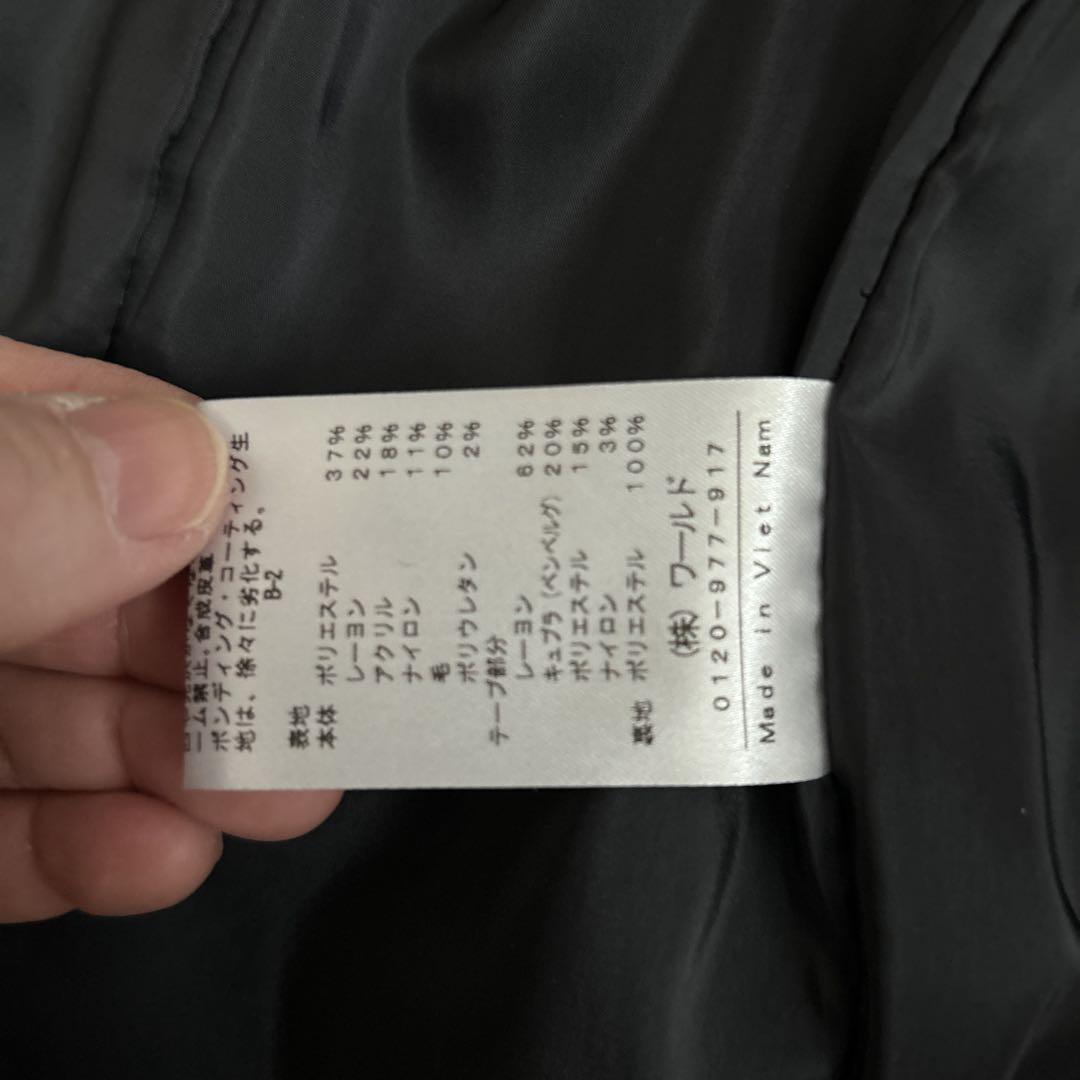 ーム禁止。合成皮革
ボンディング・コーティング生
地は、徐々に劣化する。
B-2
表地
本体 ポリエステル 37%
レーヨン 22%
アクリル 18%
ナイロン 11%
毛 10%
ポリウレタン 2%
テープ部分
レーヨン 62%
キュプラ(ベンベルグ) 20%
ポリエステル 15%
ナイロン 3%
裏地 ポリエステル 100%
(株)ワールド
0120-977-917
Made in Viet Nam